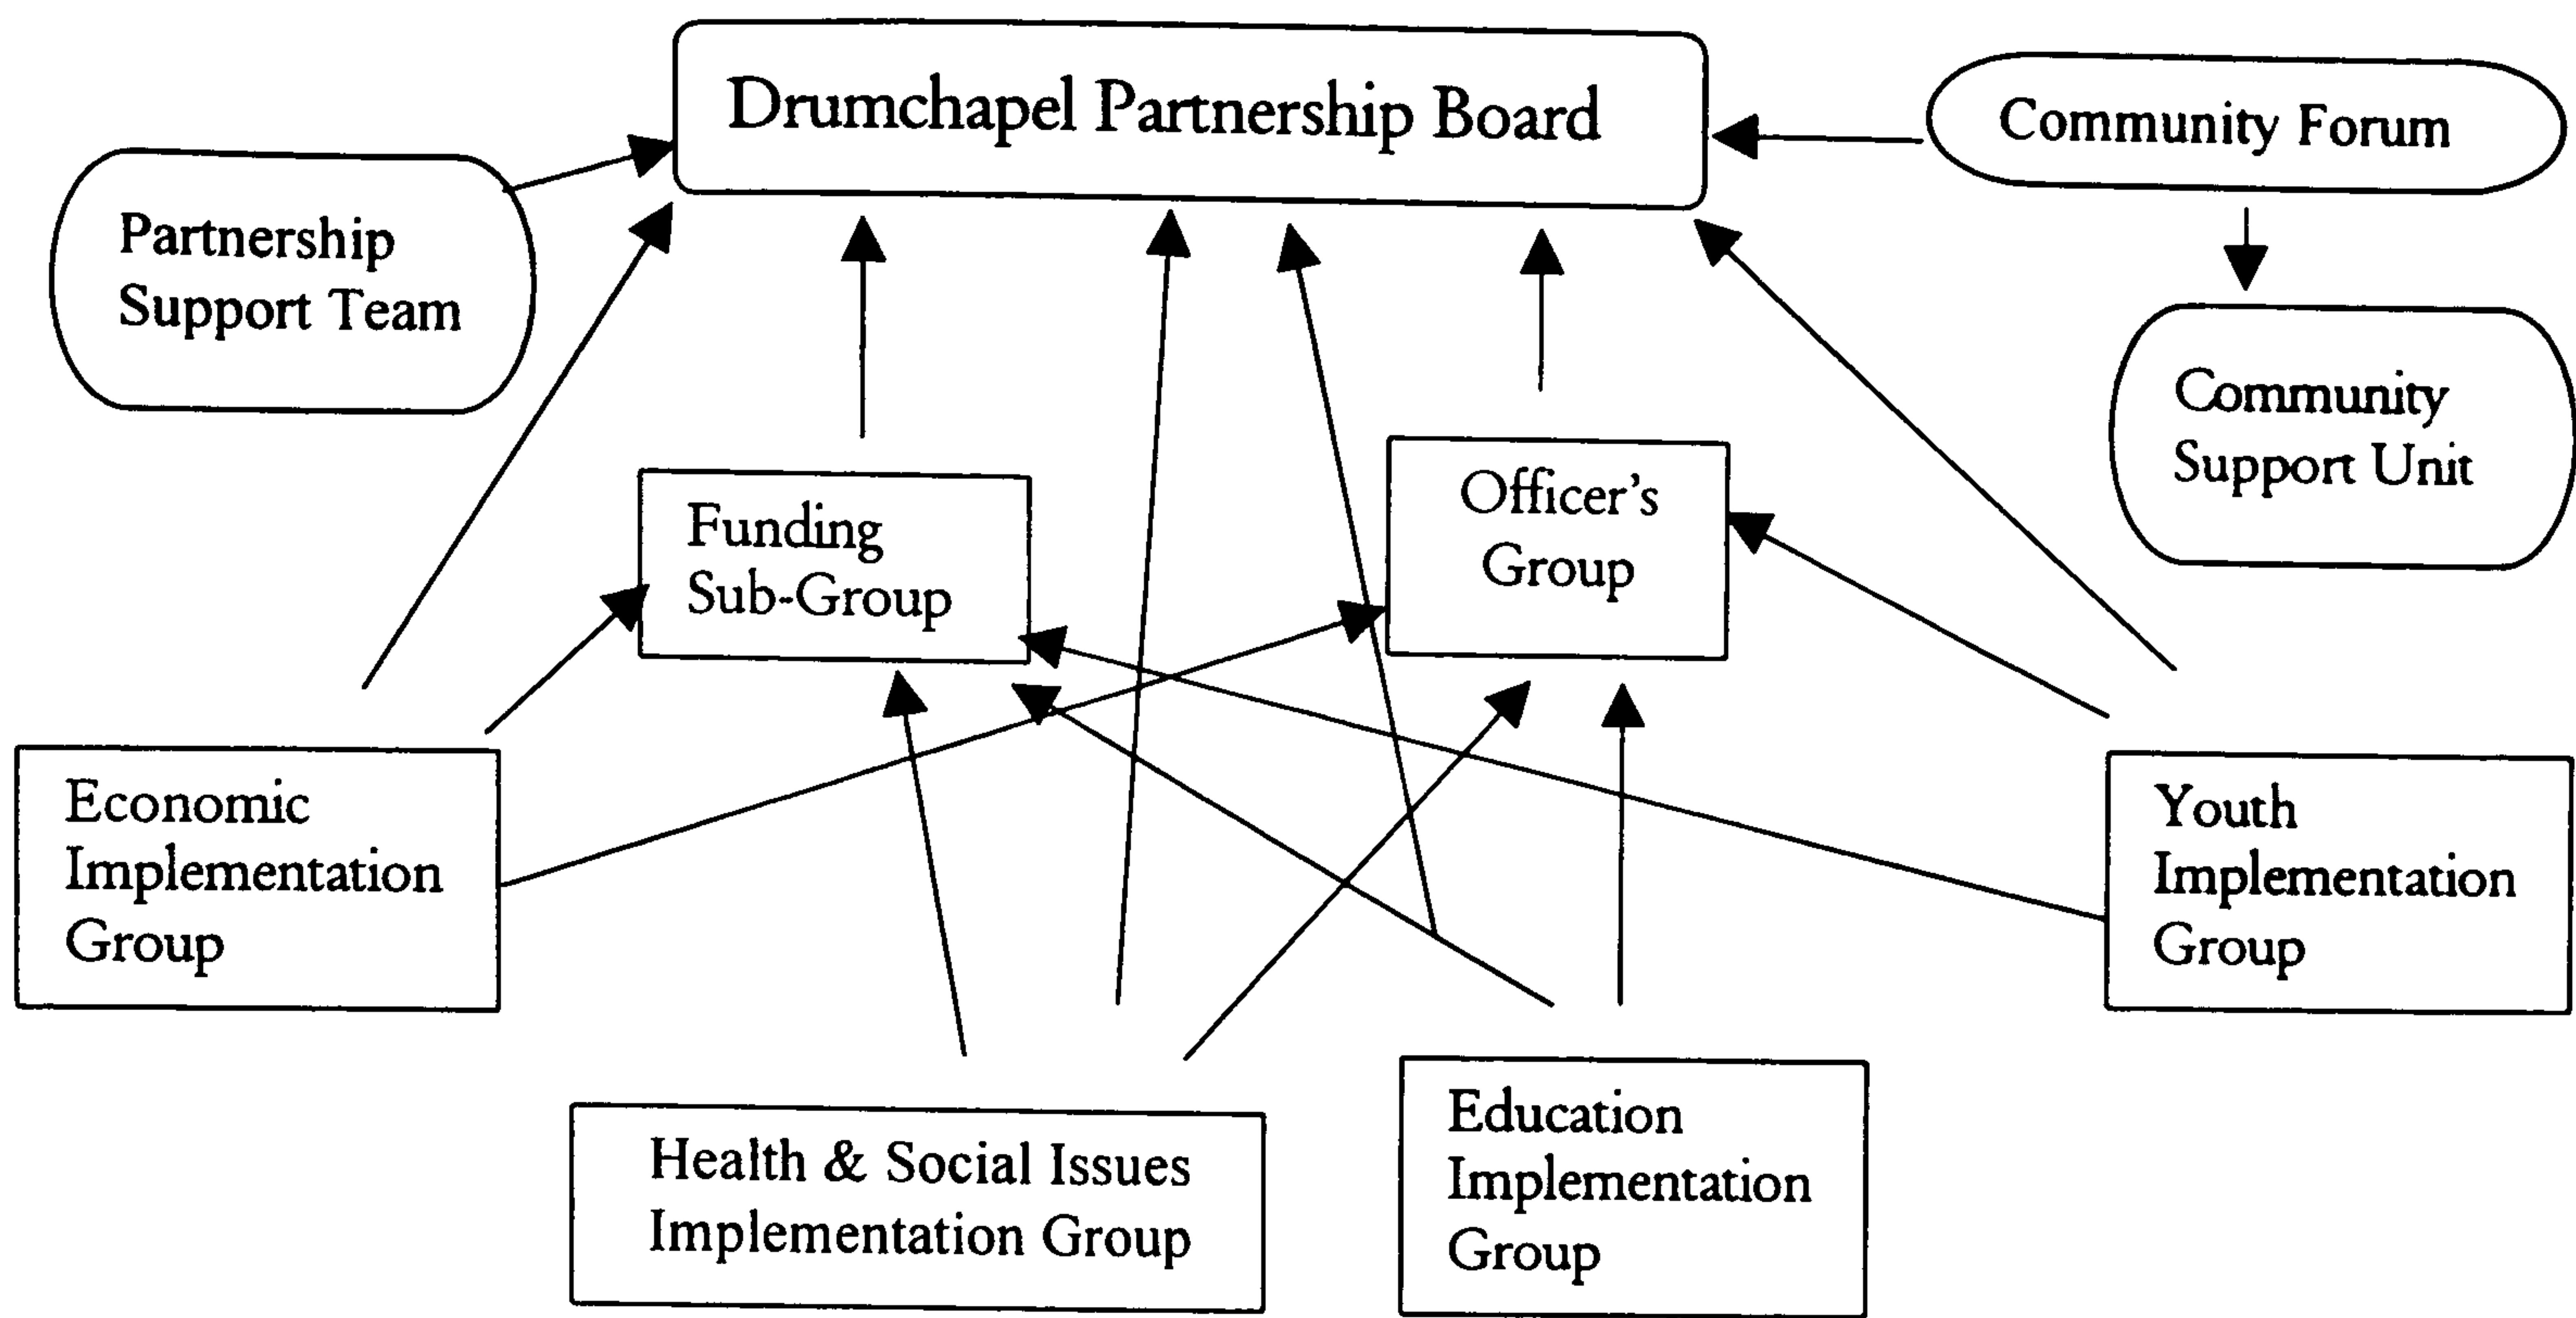 Drumchapel Partnership Board
Community Forum
Partnership
Support Team
Community
Support Unit
Funding
Sub-Group
Officer's
Group
Economic
Implementation
Group
Youth
Implementation
Group
Health & Social Issues
Implementation Group
Education
Implementation
Group